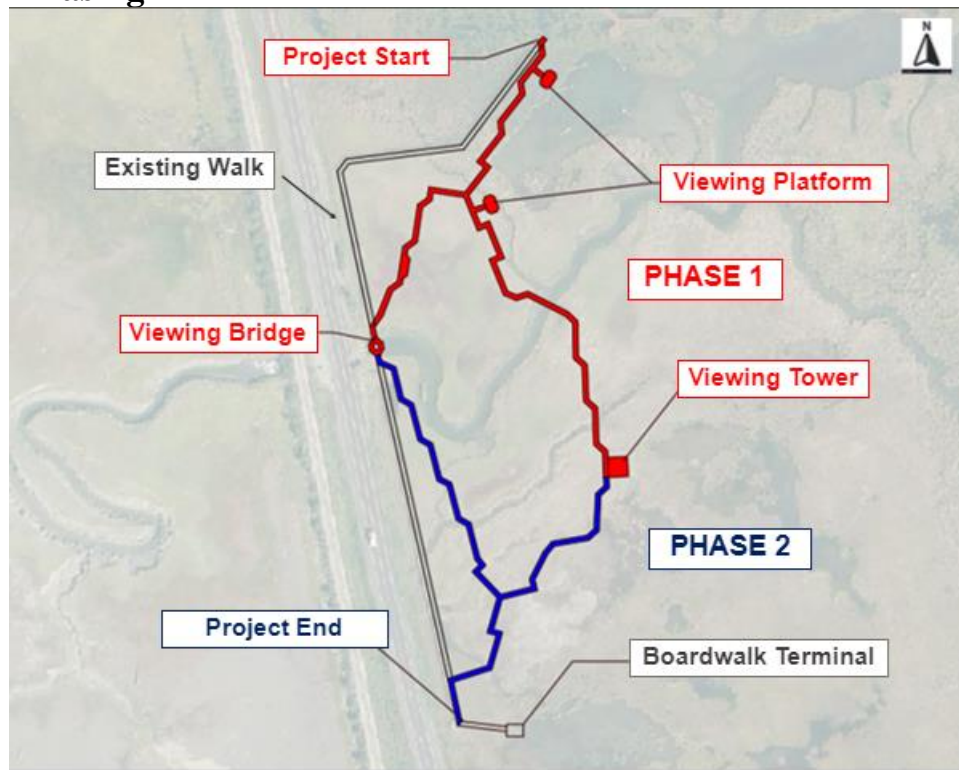 N
Project Start
Existing Walk
Viewing Platform
PHASE 1
Viewing Bridge
Viewing Tower
PHASE 2
Project End
Boardwalk Terminal